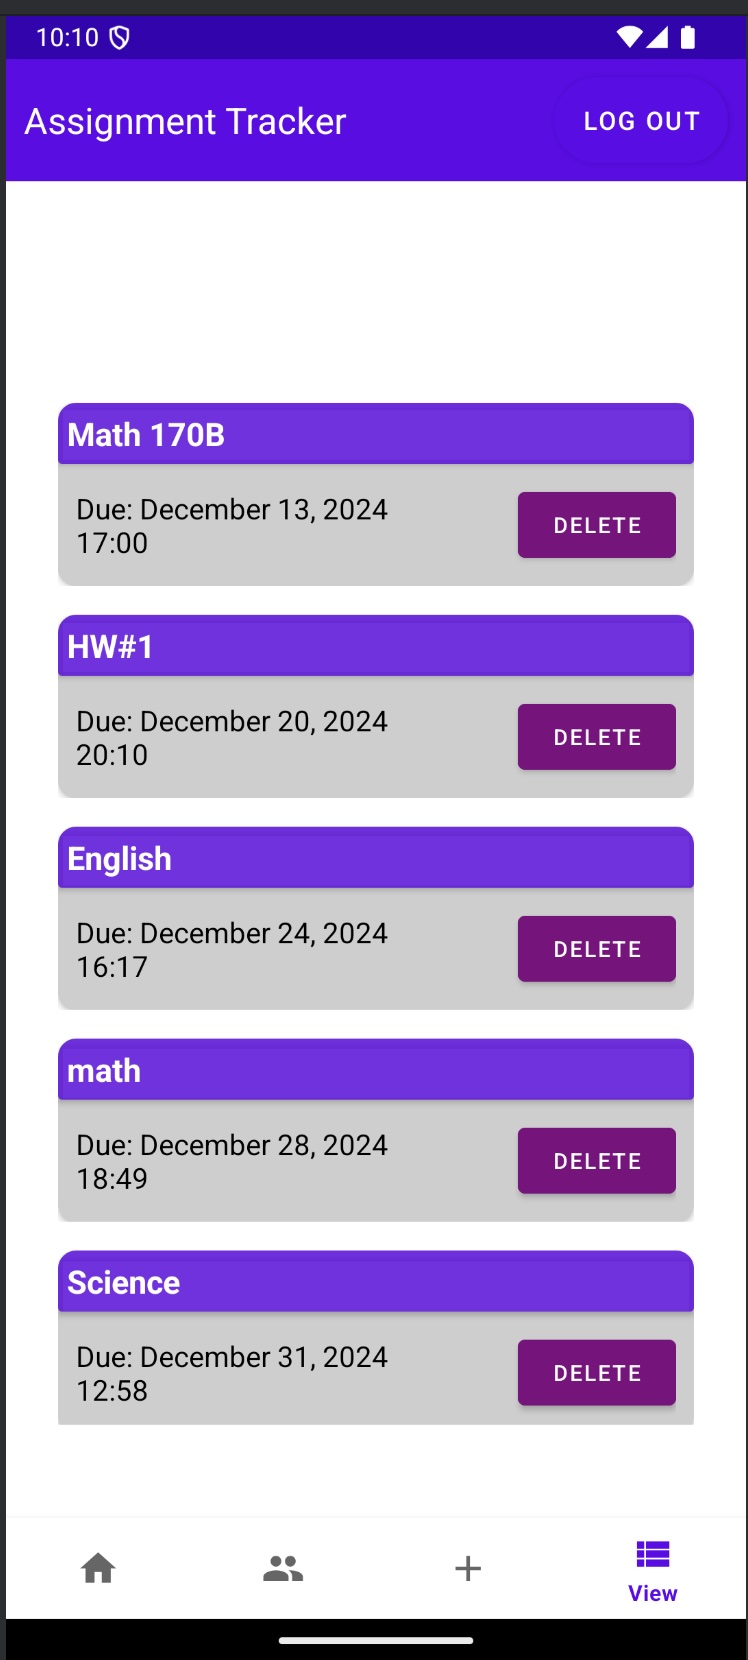 10:10
Assignment Tracker
LOG OUT
Math 170B
Due: December 13, 2024
17:00
DELETE
HW#1
Due: December 20, 2024
20:10
DELETE
English
Due: December 24, 2024
16:17
DELETE
math
Due: December 28, 2024
18:49
DELETE
Science
Due: December 31, 2024
12:58
DELETE
View